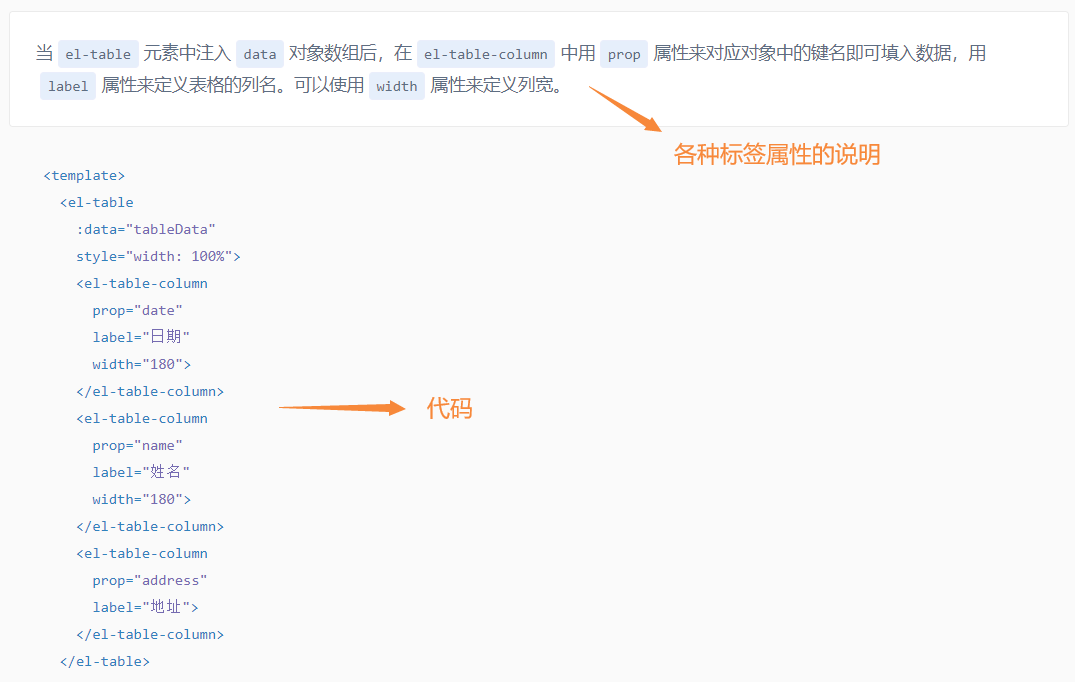 当 el-table 元素中注入 data 对象数组后，在 el-table-column 中用 prop 属性来对应对象中的键名即可填入数据，用
label 属性来定义表格的列名。可以使用 width 属性来定义列宽。
各种标签属性的说明
<template>
<el-table
:data="tableData"
style="width: 100%">
<el-table-column
prop="date"
label="日期"
width="180">
</el-table-column>
代码
<el-table-column
prop="name"
label="姓名"
width="180">
</el-table-column>
<el-table-column
prop="address"
label="地址">
</el-table-column>
</el-table>